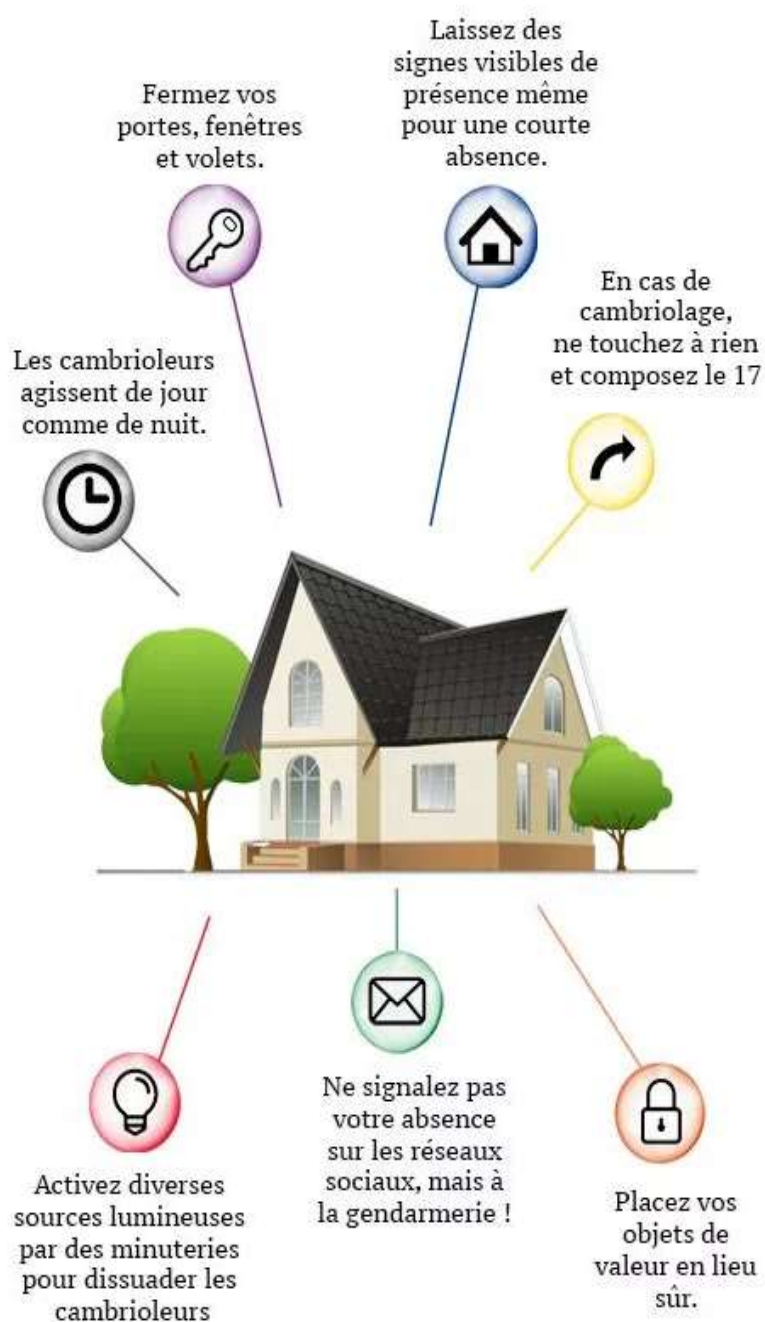 Laissez des
signes visibles de
présence même
pour une courte
absence.
Fermez vos
portes, fenêtres
et volets.
En cas de
cambriolage,
ne touchez à rien
et composez le 17
Les cambrioleurs
agissent de jour
comme de nuit.
Ne signalez pas
votre absence
sur les réseaux
sociaux, mais à
la gendarmerie !
Activez diverses
sources lumineuses
par des minuteries
pour dissuader les
cambrioleurs
Placez vos
objets de
valeur en lieu
sûr.